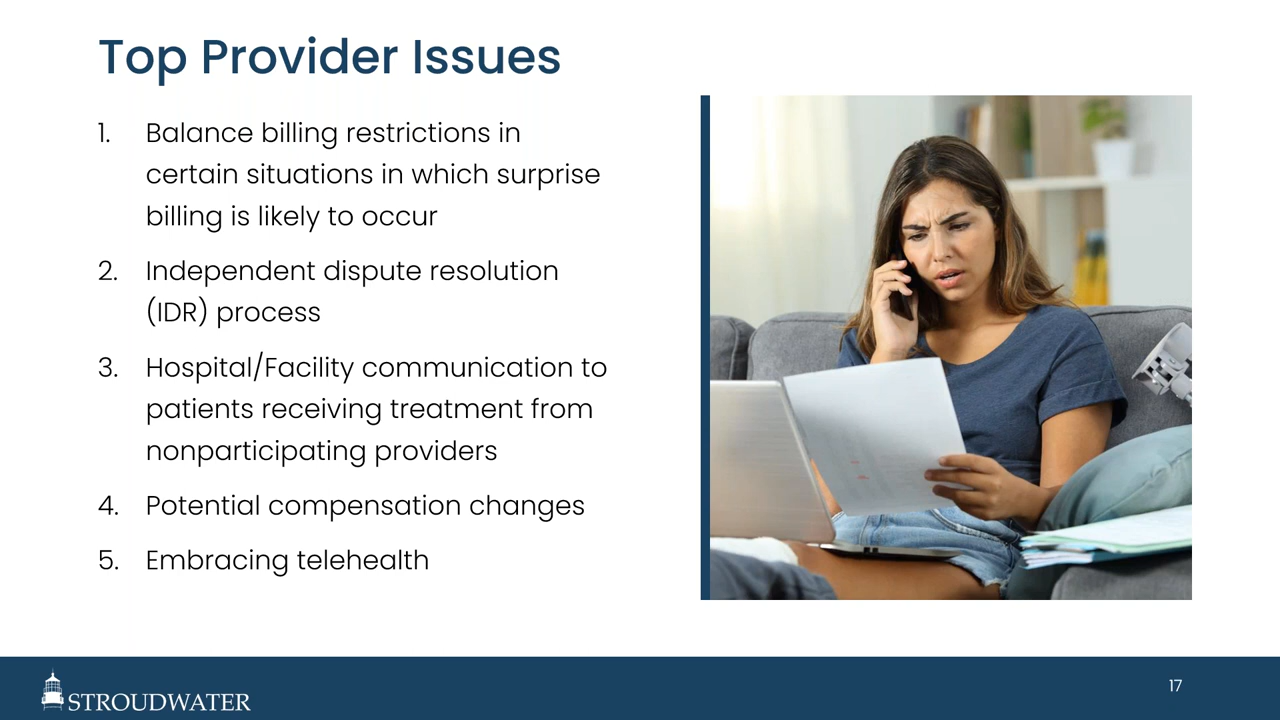 Top Provider Issues
1. Balance billing restrictions in
certain situations in which surprise
billing is likely to occur
2. Independent dispute resolution
(IDR) process
3. Hospital/Facility communication to
patients receiving treatment from
nonparticipating providers
4. Potential compensation changes
5. Embracing telehealth
STROUDWATER
17